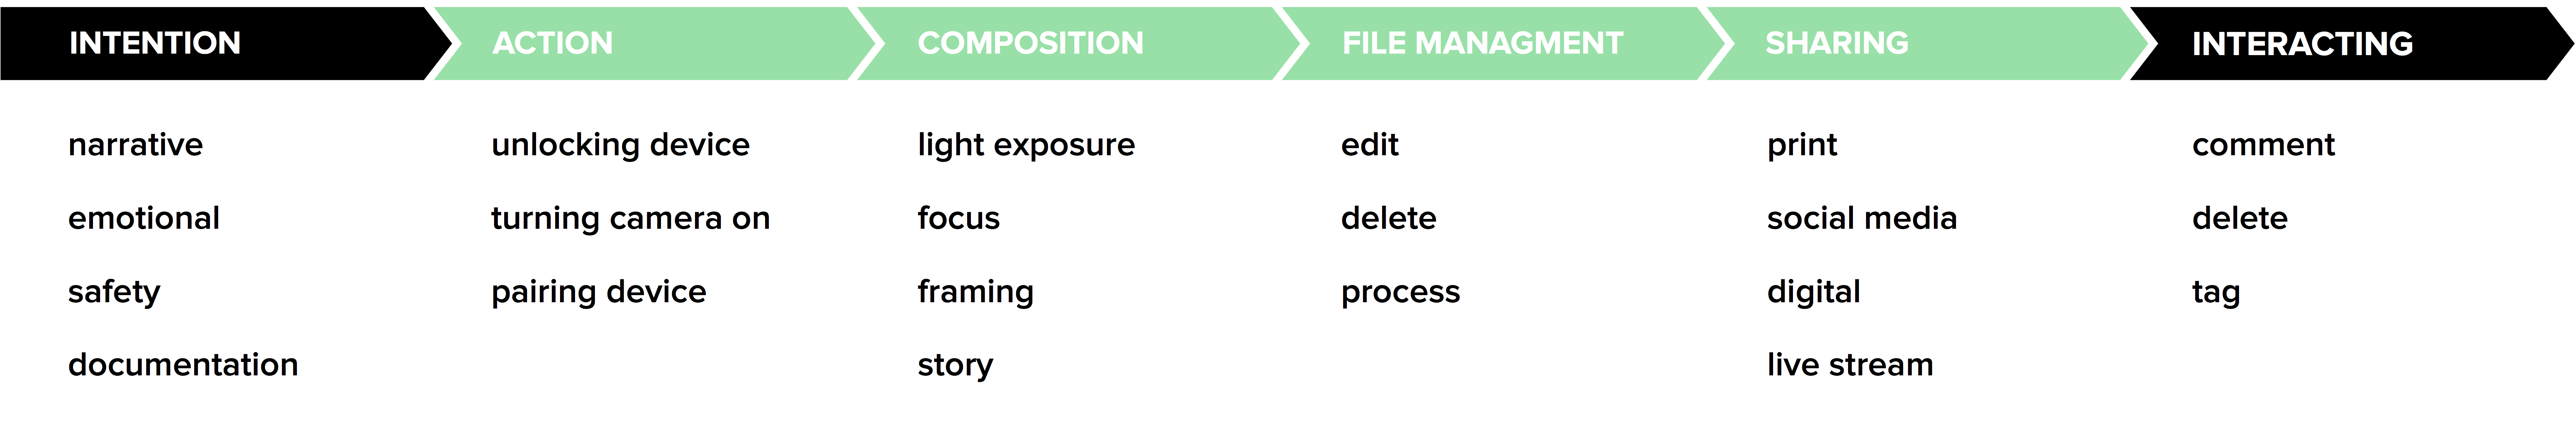 INTENTION
ACTION
COMPOSITION
FILE MANAGMENT
SHARING
INTERACTING
narrative
emotional
safety
documentation
unlocking device
turning camera on
pairing device
light exposure
focus
framing
story
edit
delete
process
print
social media
digital
live stream
comment
delete
tag